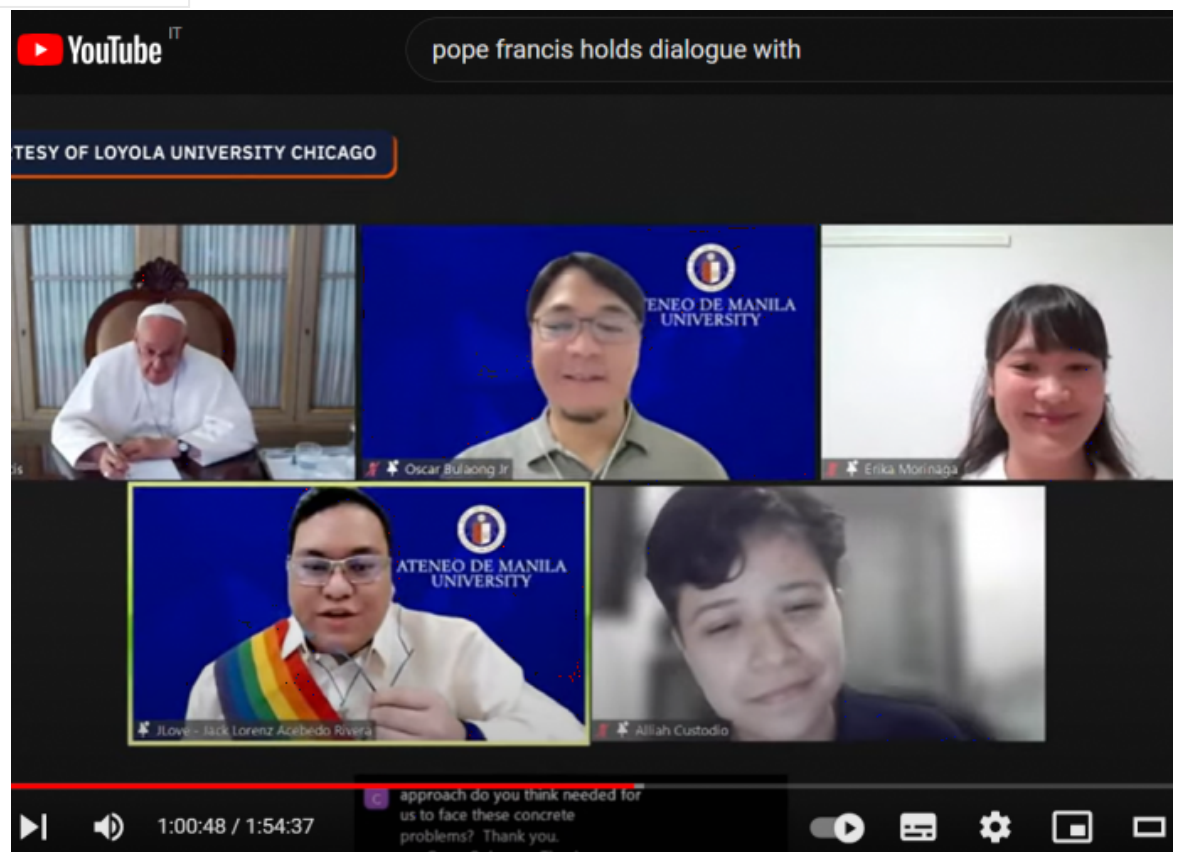 YouTube IT
pope francis holds dialogue with
TESY OF LOYOLA UNIVERSITY CHICAGO
ENEO DE MANILA
UNIVERSITY
is
Oscar Bulaong Jr
Erika Morinaga
ATENEO DE MANILA
UNIVERSITY
JLove - Jack Lorenz Acebedo Rivera
Alliah Custodio
C
approach do you think needed for
us to face these concrete
problems? Thank you.
1:00:48 / 1:54:37